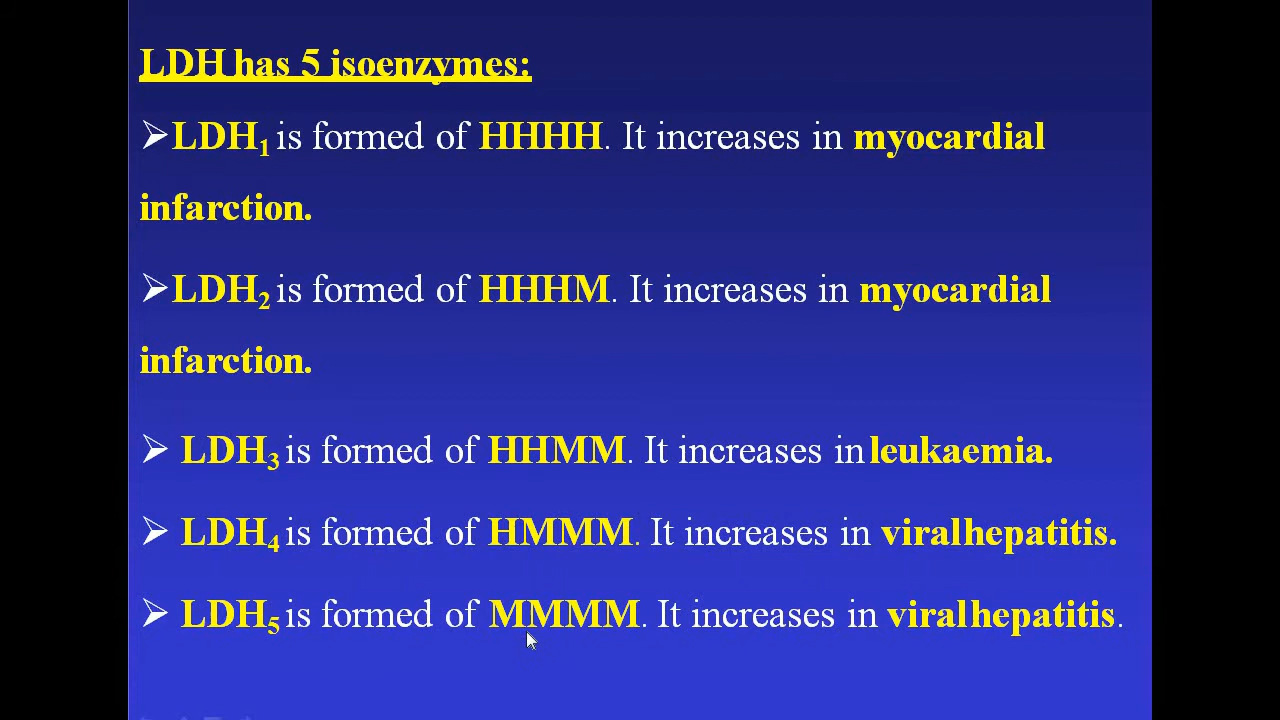 LDH has 5 isoenzymes:
➢LDH₁ is formed of HHHH. It increases in myocardial
infarction.
➢LDH₂ is formed of HHHM. It increases in myocardial
infarction.
➢ LDH₃ is formed of HHMM. It increases in leukaemia.
➢ LDH₄ is formed of HMMM. It increases in viralhepatitis.
➢ LDH₅ is formed of MMMM. It increases in viralhepatitis.